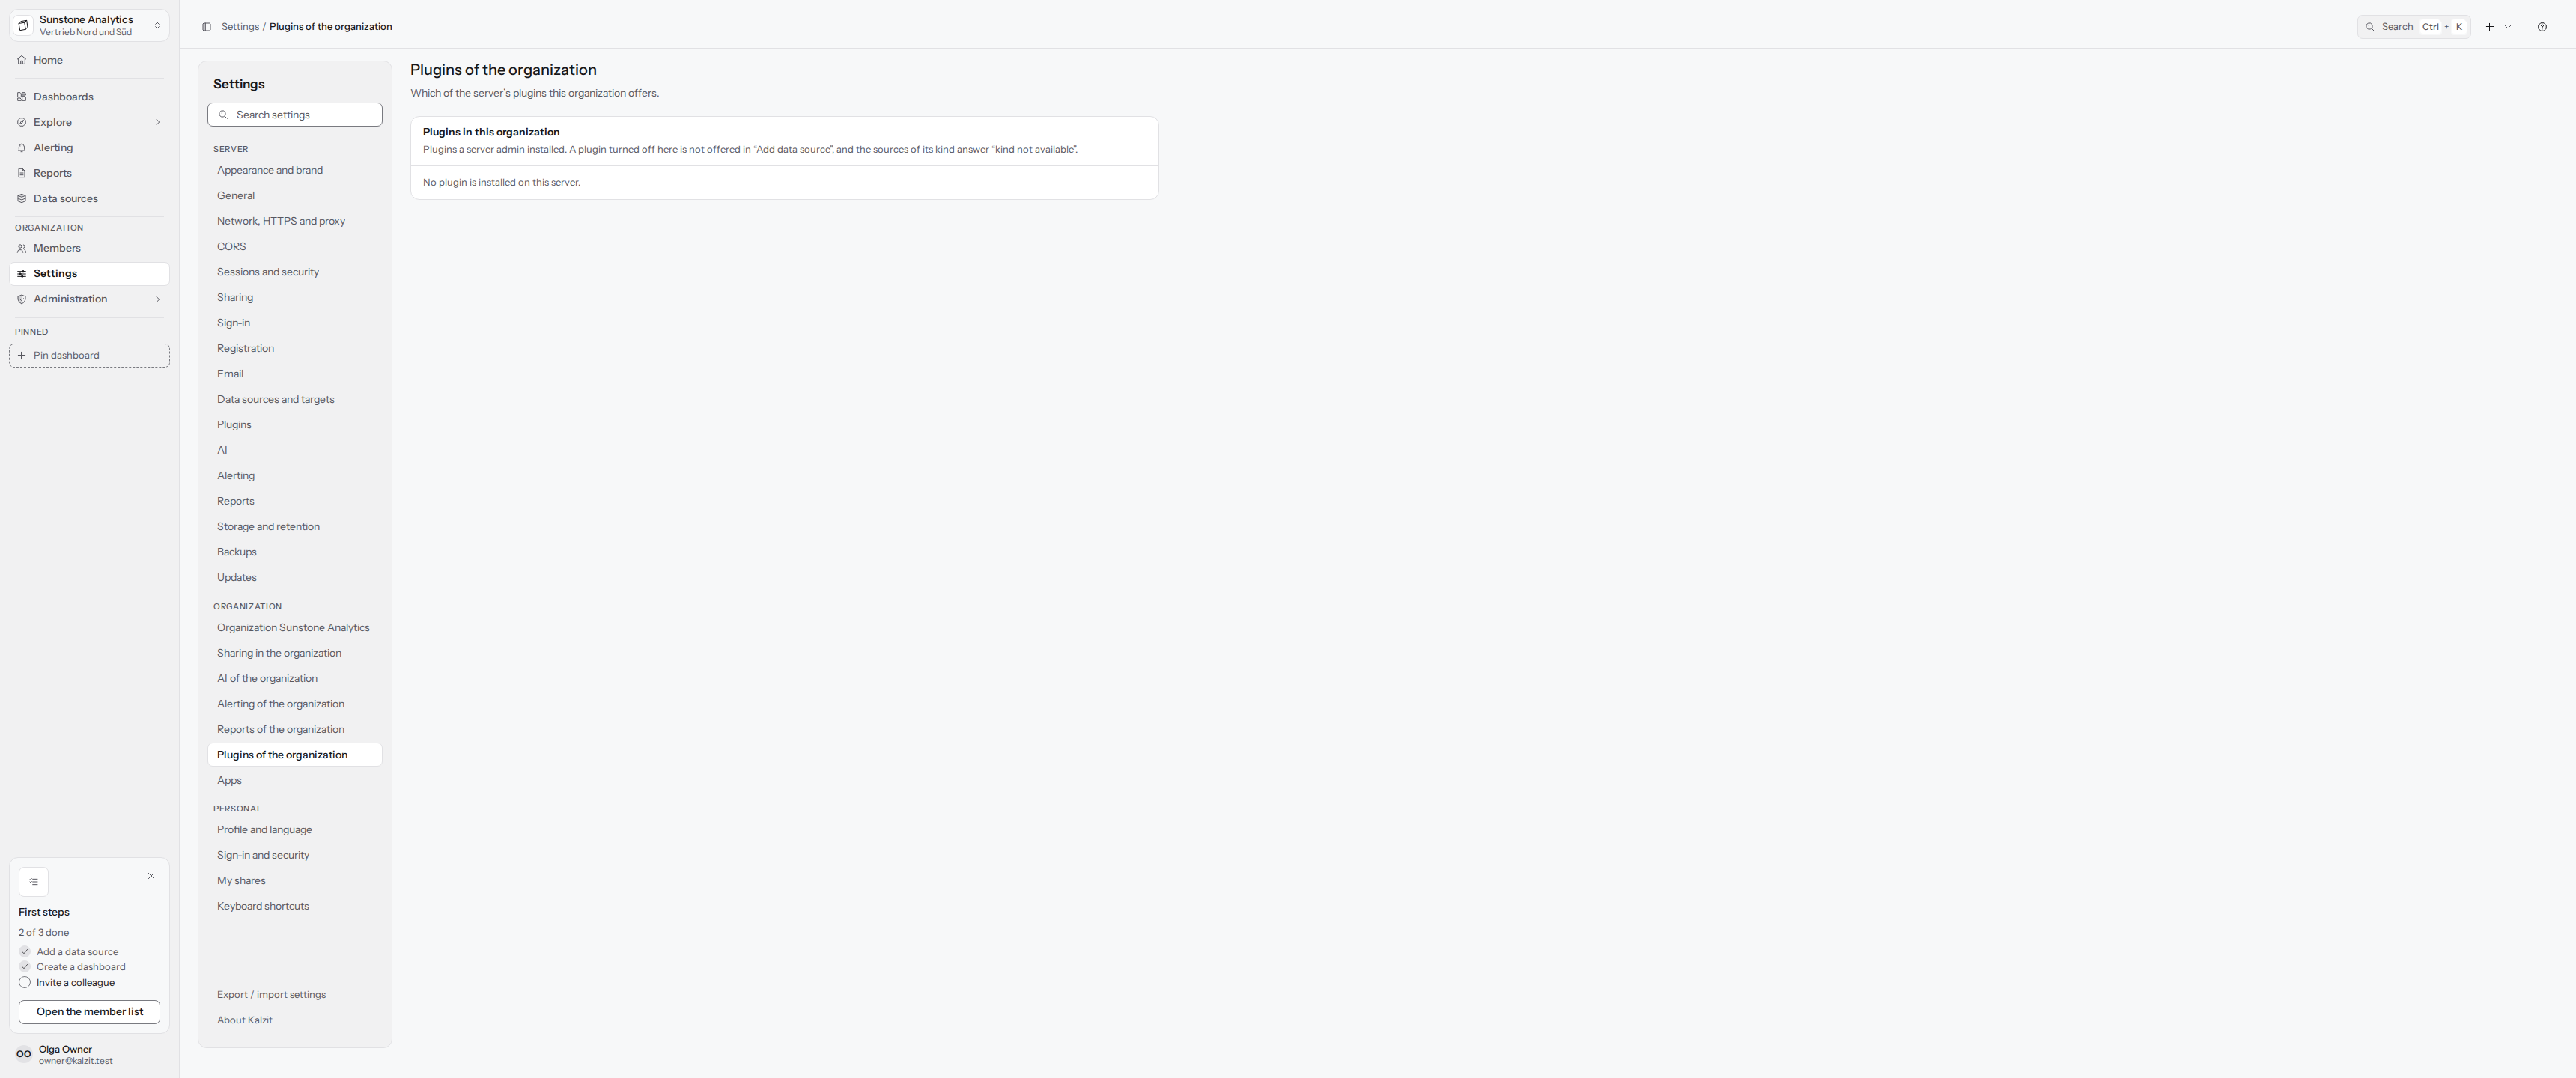 Sunstone Analytics
Vertrieb Nord und Süd
Home
Dashboards
Explore
Alerting
Reports
Data sources
ORGANIZATION
Members
Settings
Administration
PINNED
Pin dashboard
First steps
2 of 3 done
Add a data source
Create a dashboard
Invite a colleague
Open the member list
OO
Olga Owner
owner@kalzit.test
Settings / Plugins of the organization
Search Ctrl + K
Settings
Search settings
SERVER
Appearance and brand
General
Network, HTTPS and proxy
CORS
Sessions and security
Sharing
Sign-in
Registration
Email
Data sources and targets
Plugins
AI
Alerting
Reports
Storage and retention
Backups
Updates
ORGANIZATION
Organization Sunstone Analytics
Sharing in the organization
AI of the organization
Alerting of the organization
Reports of the organization
Plugins of the organization
Apps
PERSONAL
Profile and language
Sign-in and security
My shares
Keyboard shortcuts
Export / import settings
About Kalzit
Plugins of the organization
Which of the server's plugins this organization offers.
Plugins in this organization
Plugins a server admin installed. A plugin turned off here is not offered in “Add data source”, and the sources of its kind answer “kind not available”.
No plugin is installed on this server.